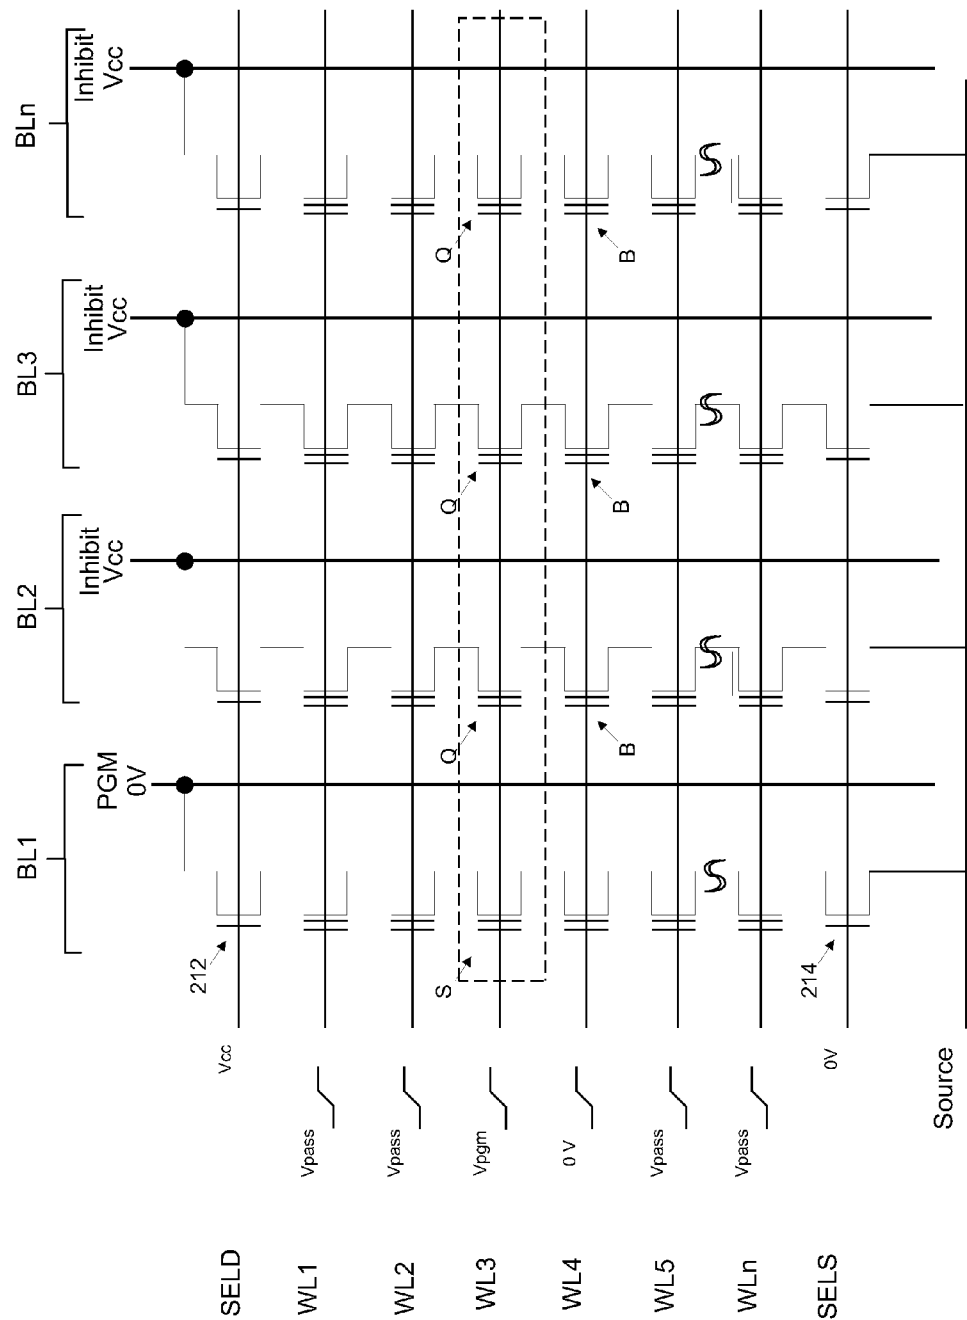 BL1
BL2
BL3
BLn
PGM
0V
Inhibit
Vcc
Inhibit
Vcc
Inhibit
Vcc
SELD
Vcc
212
WL1
Vpass
WL2
Vpass
WL3
Vpgm
S
Q
Q
Q
WL4
0 V
B
B
B
WL5
Vpass
WLn
Vpass
SELS
0V
214
Source